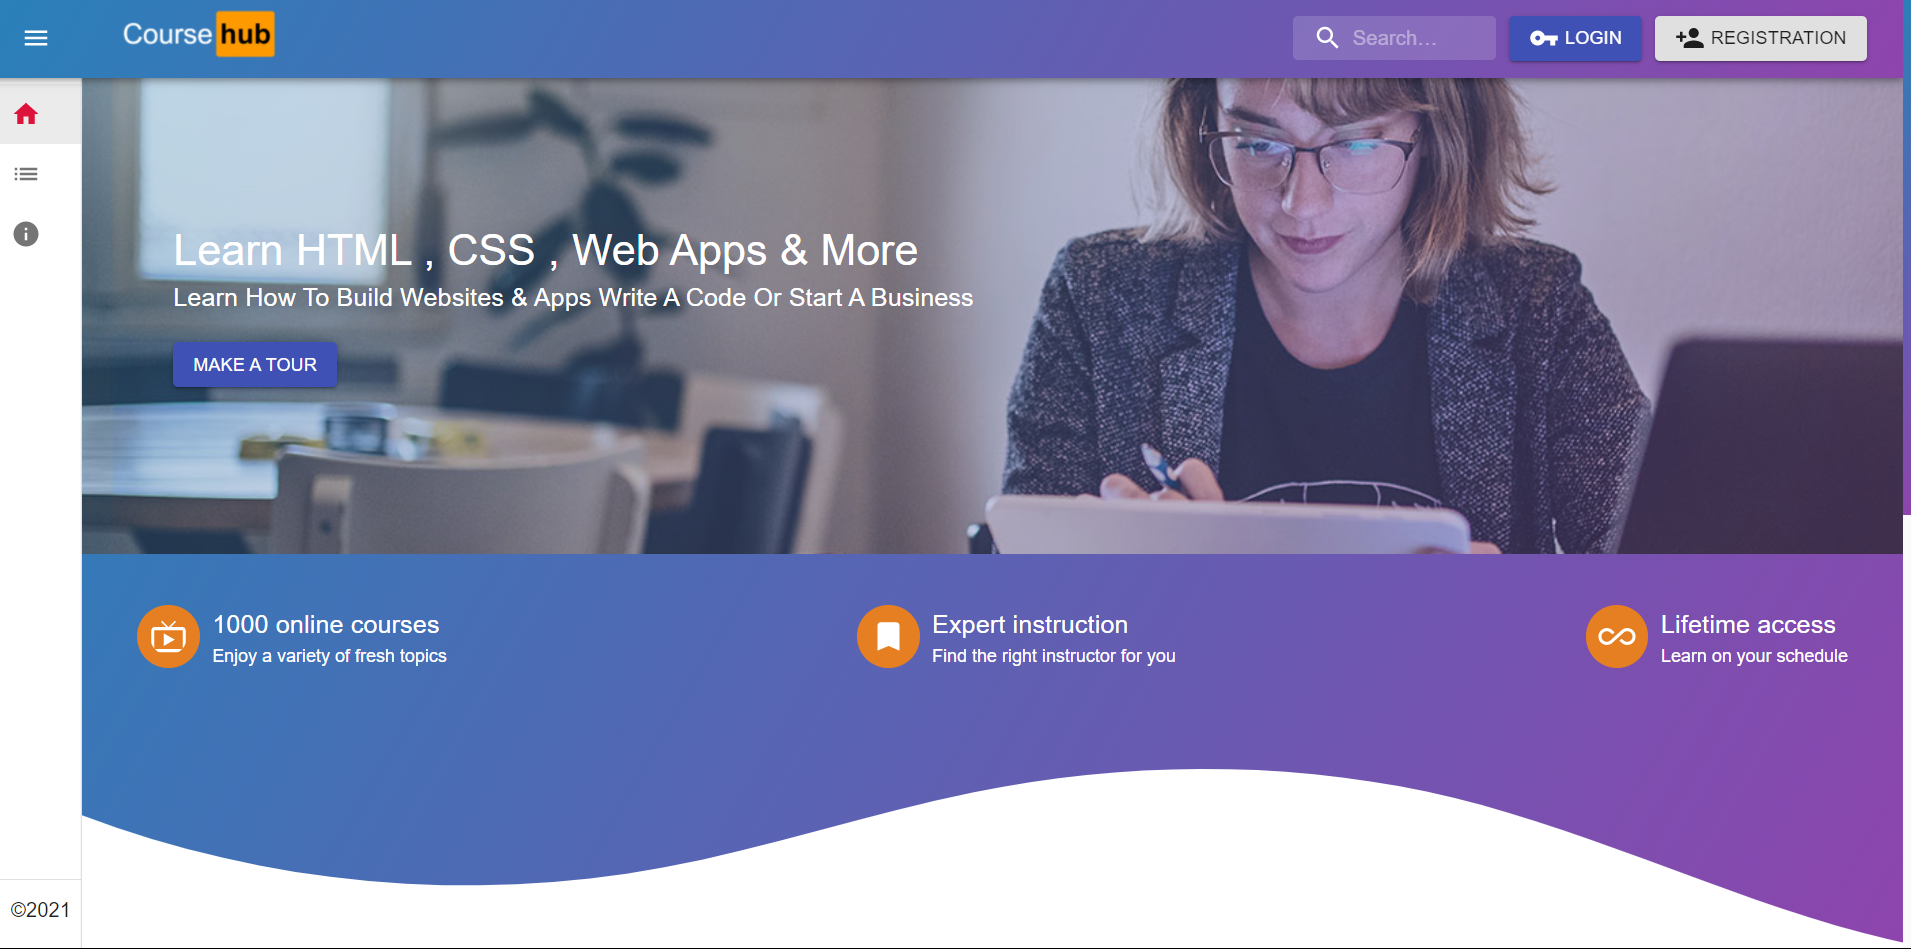 Course hub
Search...
LOGIN
REGISTRATION
Learn HTML , CSS , Web Apps & More
Learn How To Build Websites & Apps Write A Code Or Start A Business
MAKE A TOUR
1000 online courses
Enjoy a variety of fresh topics
Expert instruction
Find the right instructor for you
Lifetime access
Learn on your schedule
©2021